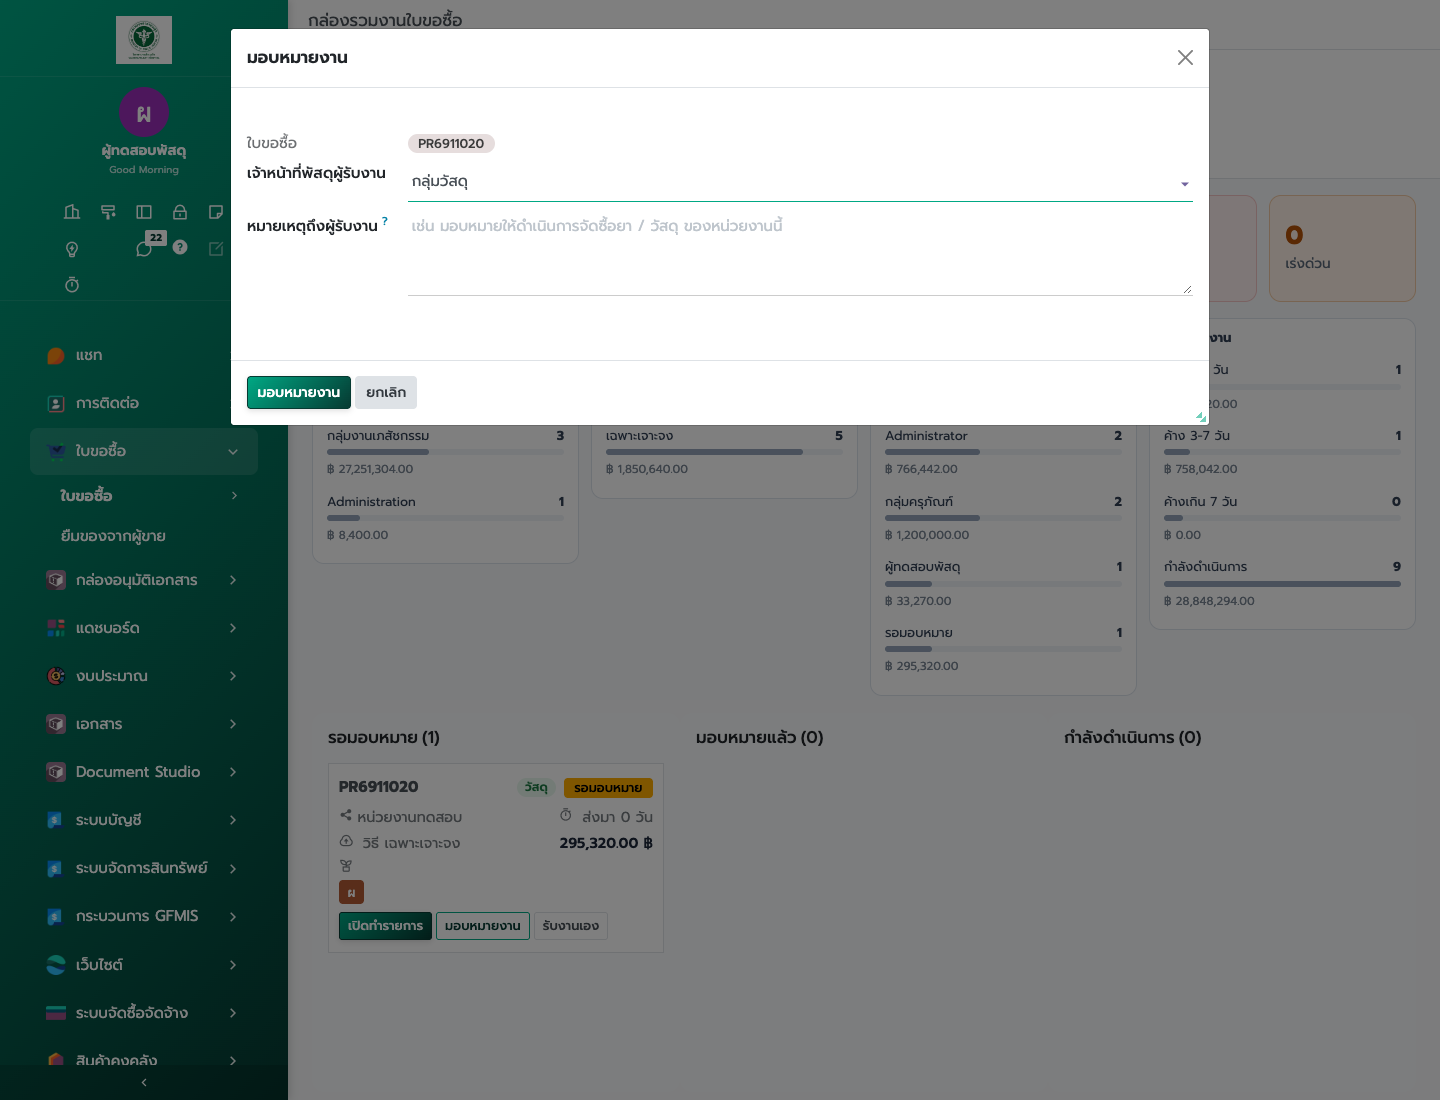 กล่องรวมงานใบขอซื้อ
มอบหมายงาน
ใบขอซื้อ PR6911020
เจ้าหน้าที่พัสดุผู้รับงาน กลุ่มวัสดุ
หมายเหตุถึงผู้รับงาน ? เช่น มอบหมายให้ดำเนินการจัดซื้อยา / วัสดุ ของหน่วยงานนี้
มอบหมายงาน ยกเลิก
ผ
ผู้ทดสอบพัสดุ
Good Morning
22
?
แชท
การติดต่อ
ใบขอซื้อ
ใบขอซื้อ
ยืมของจากผู้ขาย
กล่องอนุมัติเอกสาร
แดชบอร์ด
งบประมาณ
เอกสาร
Document Studio
ระบบบัญชี
ระบบจัดการสินทรัพย์
กระบวนการ GFMIS
เว็บไซต์
ระบบจัดซื้อจัดจ้าง
สินค้าคงคลัง
0
เร่งด่วน
กลุ่มงานเภสัชกรรม 3
฿ 27,251,304.00
Administration 1
฿ 8,400.00
เฉพาะเจาะจง 5
฿ 1,850,640.00
Administrator 2
฿ 766,442.00
กลุ่มครุภัณฑ์ 2
฿ 1,200,000.00
ผู้ทดสอบพัสดุ 1
฿ 33,270.00
รอมอบหมาย 1
฿ 295,320.00
งาน
วัน 1
20.00
ค้าง 3-7 วัน 1
฿ 758,042.00
ค้างเกิน 7 วัน 0
฿ 0.00
กำลังดำเนินการ 9
฿ 28,848,294.00
รอมอบหมาย (1)
มอบหมายแล้ว (0)
กำลังดำเนินการ (0)
PR6911020 วัสดุ รอมอบหมาย
หน่วยงานทดสอบ ส่งมา 0 วัน
วิธี เฉพาะเจาะจง 295,320.00 ฿
ผ
เปิดทำรายการ มอบหมายงาน รับงานเอง